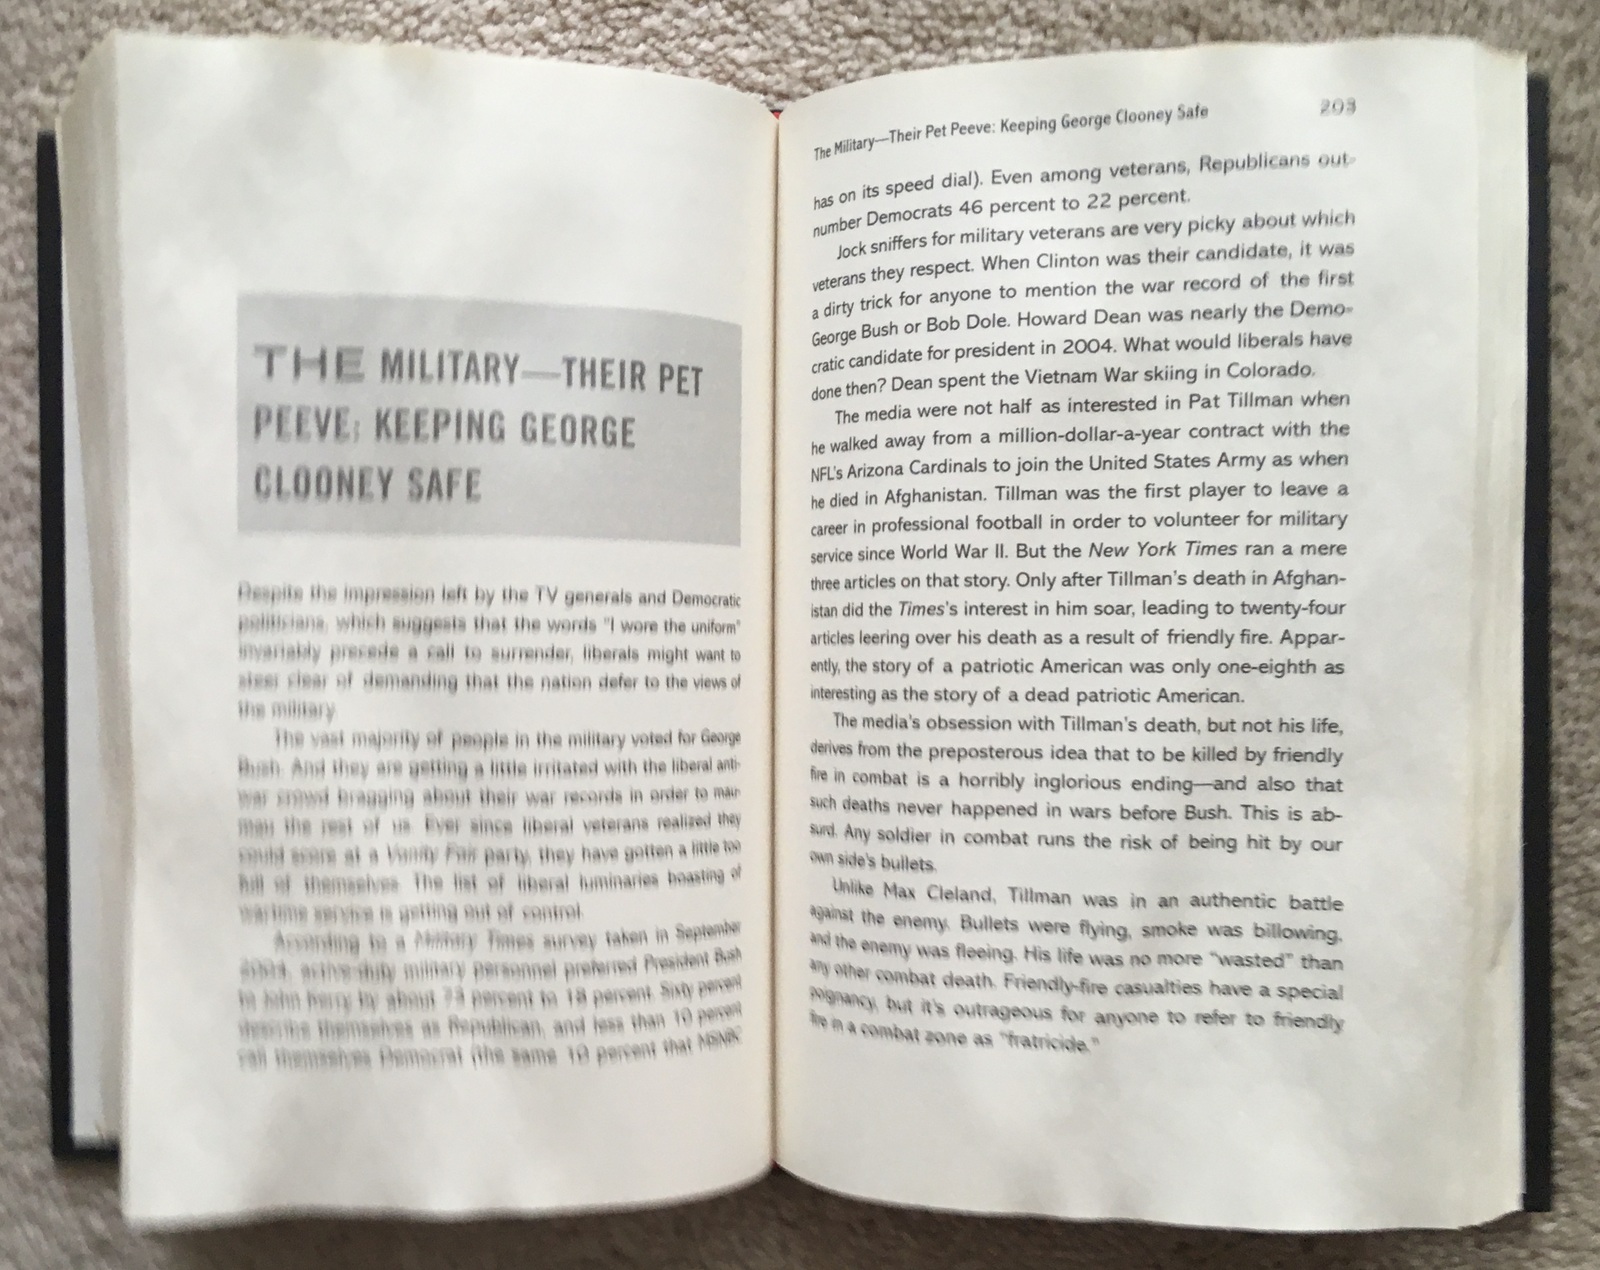 THE MILITARY—THEIR PET
PEEVE: KEEPING GEORGE
CLOONEY SAFE
Despite the impression left by the TV generals and Democratic
politicians, which suggests that the words "I wore the uniform"
invariably precede a call to surrender, liberals might want to
steer clear of demanding that the nation defer to the views of
the military.
The vast majority of people in the military voted for George
Bush. And they are getting a little irritated with the liberal anti-
war crowd bragging about their war records in order to
the rest of us. Ever since liberal veterans realized they
could score at a Vanity Fair party, they have gotten a little too
full of themselves. The list of liberal luminaries boasting of
wartime service is getting out of control.
According to a Military Times survey taken in September
2004, active-duty military personnel preferred President Bush
to John Kerry by about 73 percent to 18 percent. Sixty percent
describe themselves as Republican, and less than 10 percent
call themselves Democrat (the same 10 percent that MSNBC
The Military—Their Pet Peeve: Keeping George Clooney Safe 203
has on its speed dial). Even among veterans, Republicans out-
number Democrats 46 percent to 22 percent.
Jock sniffers for military veterans are very picky about which
veterans they respect. When Clinton was their candidate, it was
a dirty trick for anyone to mention the war record of the first
George Bush or Bob Dole. Howard Dean was nearly the Demo-
cratic candidate for president in 2004. What would liberals have
done then? Dean spent the Vietnam War skiing in Colorado.
The media were not half as interested in Pat Tillman when
he walked away from a million-dollar-a-year contract with the
NFL's Arizona Cardinals to join the United States Army as when
he died in Afghanistan. Tillman was the first player to leave a
career in professional football in order to volunteer for military
service since World War II. But the New York Times ran a mere
three articles on that story. Only after Tillman's death in Afghan-
istan did the Times's interest in him soar, leading to twenty-four
articles leering over his death as a result of friendly fire. Appar-
ently, the story of a patriotic American was only one-eighth as
interesting as the story of a dead patriotic American.
The media's obsession with Tillman's death, but not his life,
derives from the preposterous idea that to be killed by friendly
fire in combat is a horribly inglorious ending—and also that
such deaths never happened in wars before Bush. This is ab-
surd. Any soldier in combat runs the risk of being hit by our
own side's bullets.
Unlike Max Cleland, Tillman was in an authentic battle
against the enemy. Bullets were flying, smoke was billowing,
and the enemy was fleeing. His life was no more "wasted" than
any other combat death. Friendly-fire casualties have a special
poignancy, but it's outrageous for anyone to refer to friendly
fire in a combat zone as "fratricide."